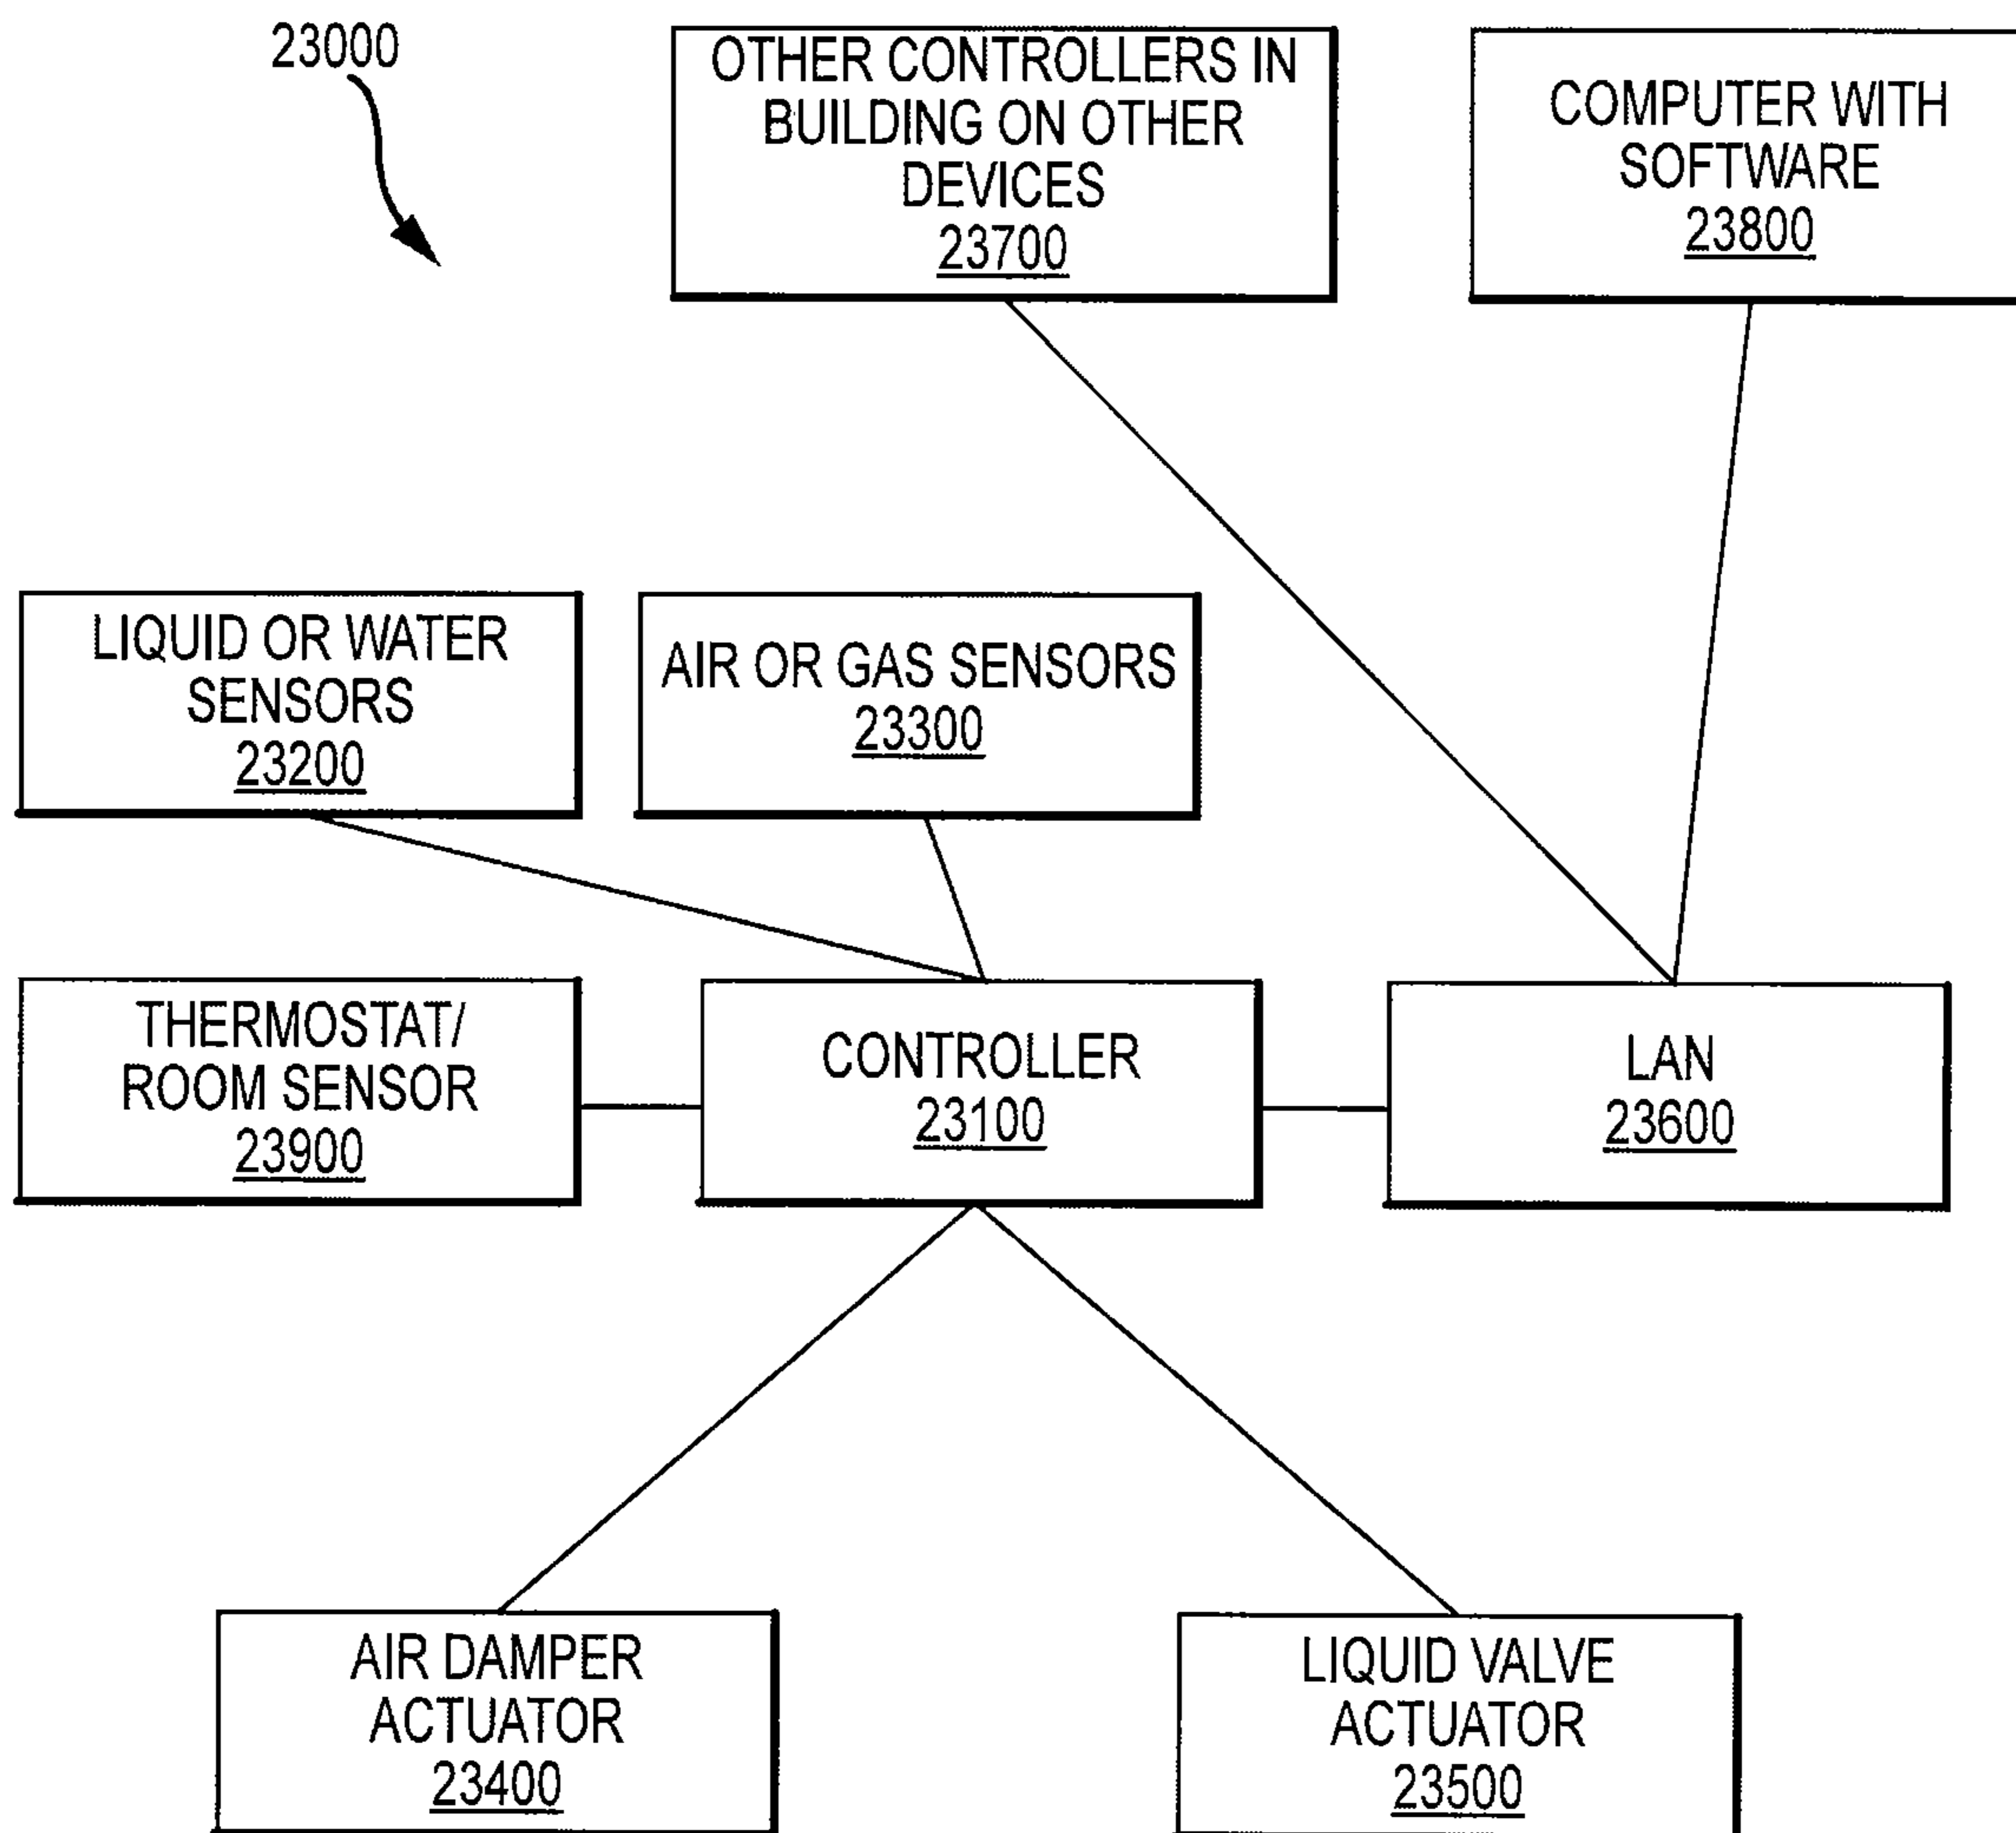 23000
OTHER CONTROLLERS IN
BUILDING ON OTHER
DEVICES
23700
COMPUTER WITH
SOFTWARE
23800
LIQUID OR WATER
SENSORS
23200
AIR OR GAS SENSORS
23300
THERMOSTAT/
ROOM SENSOR
23900
CONTROLLER
23100
LAN
23600
AIR DAMPER
ACTUATOR
23400
LIQUID VALVE
ACTUATOR
23500